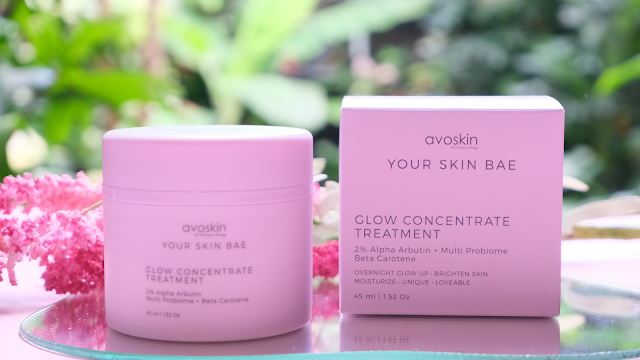 avoskin
YOUR SKIN BAE
GLOW CONCENTRATE
TREATMENT
2% Alpha Arbutin
Multi Probiome + Beta Carotene
45 ml | 1.52 Oz
avoskin
YOUR SKIN BAE
GLOW CONCENTRATE
TREATMENT
2% Alpha Arbutin + Multi Probiome
Beta Carotene
OVERNIGHT GLOW UP · BRIGHTEN SKIN
MOISTURIZE · UNIQUE · LOVEABLE
45 ml | 1.52 Oz